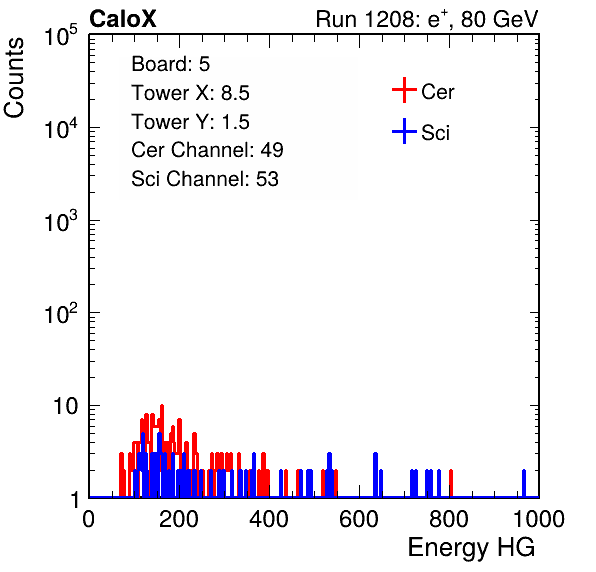 CaloX Run 1208: e⁺, 80 GeV
Counts
10⁵
10⁴
10³
10²
10
1
Board: 5
Tower X: 8.5
Tower Y: 1.5
Cer Channel: 49
Sci Channel: 53
Cer
Sci
0 200 400 600 800 1000
Energy HG